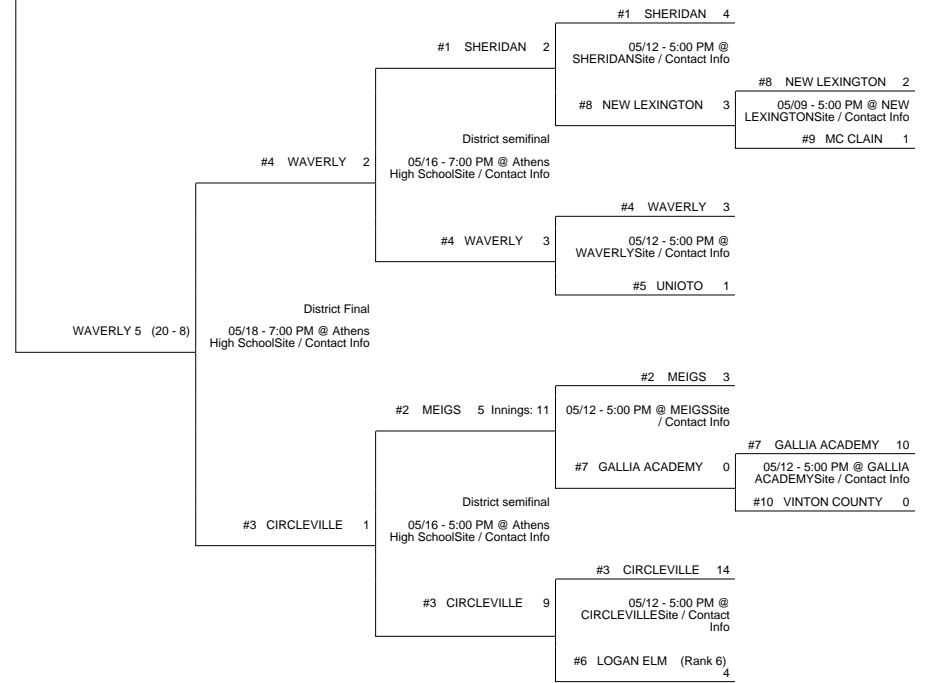 #1 SHERIDAN 4
#1 SHERIDAN 2
05/12 - 5:00 PM @
SHERIDANSite / Contact Info
#8 NEW LEXINGTON 2
#8 NEW LEXINGTON 3
05/09 - 5:00 PM @ NEW
LEXINGTONSite / Contact Info
#9 MC CLAIN 1
District semifinal
#4 WAVERLY 2
05/16 - 7:00 PM @ Athens
High SchoolSite / Contact Info
#4 WAVERLY 3
#4 WAVERLY 3
05/12 - 5:00 PM @
WAVERLYSite / Contact Info
#5 UNIOTO 1
District Final
WAVERLY 5 (20 - 8)
05/18 - 7:00 PM @ Athens
High SchoolSite / Contact Info
#2 MEIGS 3
#2 MEIGS 5 Innings: 11
05/12 - 5:00 PM @ MEIGSSite
/ Contact Info
#7 GALLIA ACADEMY 10
#7 GALLIA ACADEMY 0
05/12 - 5:00 PM @ GALLIA
ACADEMYSite / Contact Info
#10 VINTON COUNTY 0
District semifinal
#3 CIRCLEVILLE 1
05/16 - 5:00 PM @ Athens
High SchoolSite / Contact Info
#3 CIRCLEVILLE 14
#3 CIRCLEVILLE 9
05/12 - 5:00 PM @
CIRCLEVILLESite / Contact
Info
#6 LOGAN ELM (Rank 6)
4